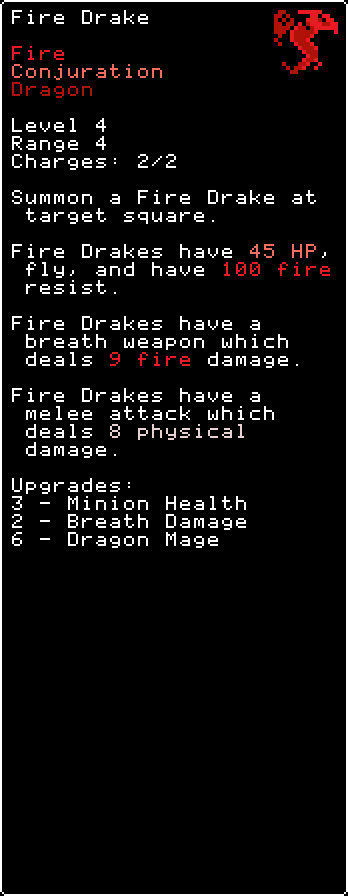 Fire Drake
Fire
Conjuration
Dragon
Level 4
Range 4
Charges: 2/2
Summon a Fire Drake at
target square.
Fire Drakes have 45 HP,
fly, and have 100 fire
resist.
Fire Drakes have a
breath weapon which
deals 9 fire damage.
Fire Drakes have a
melee attack which
deals 8 physical
damage.
Upgrades:
3 - Minion Health
2 - Breath Damage
6 - Dragon Mage